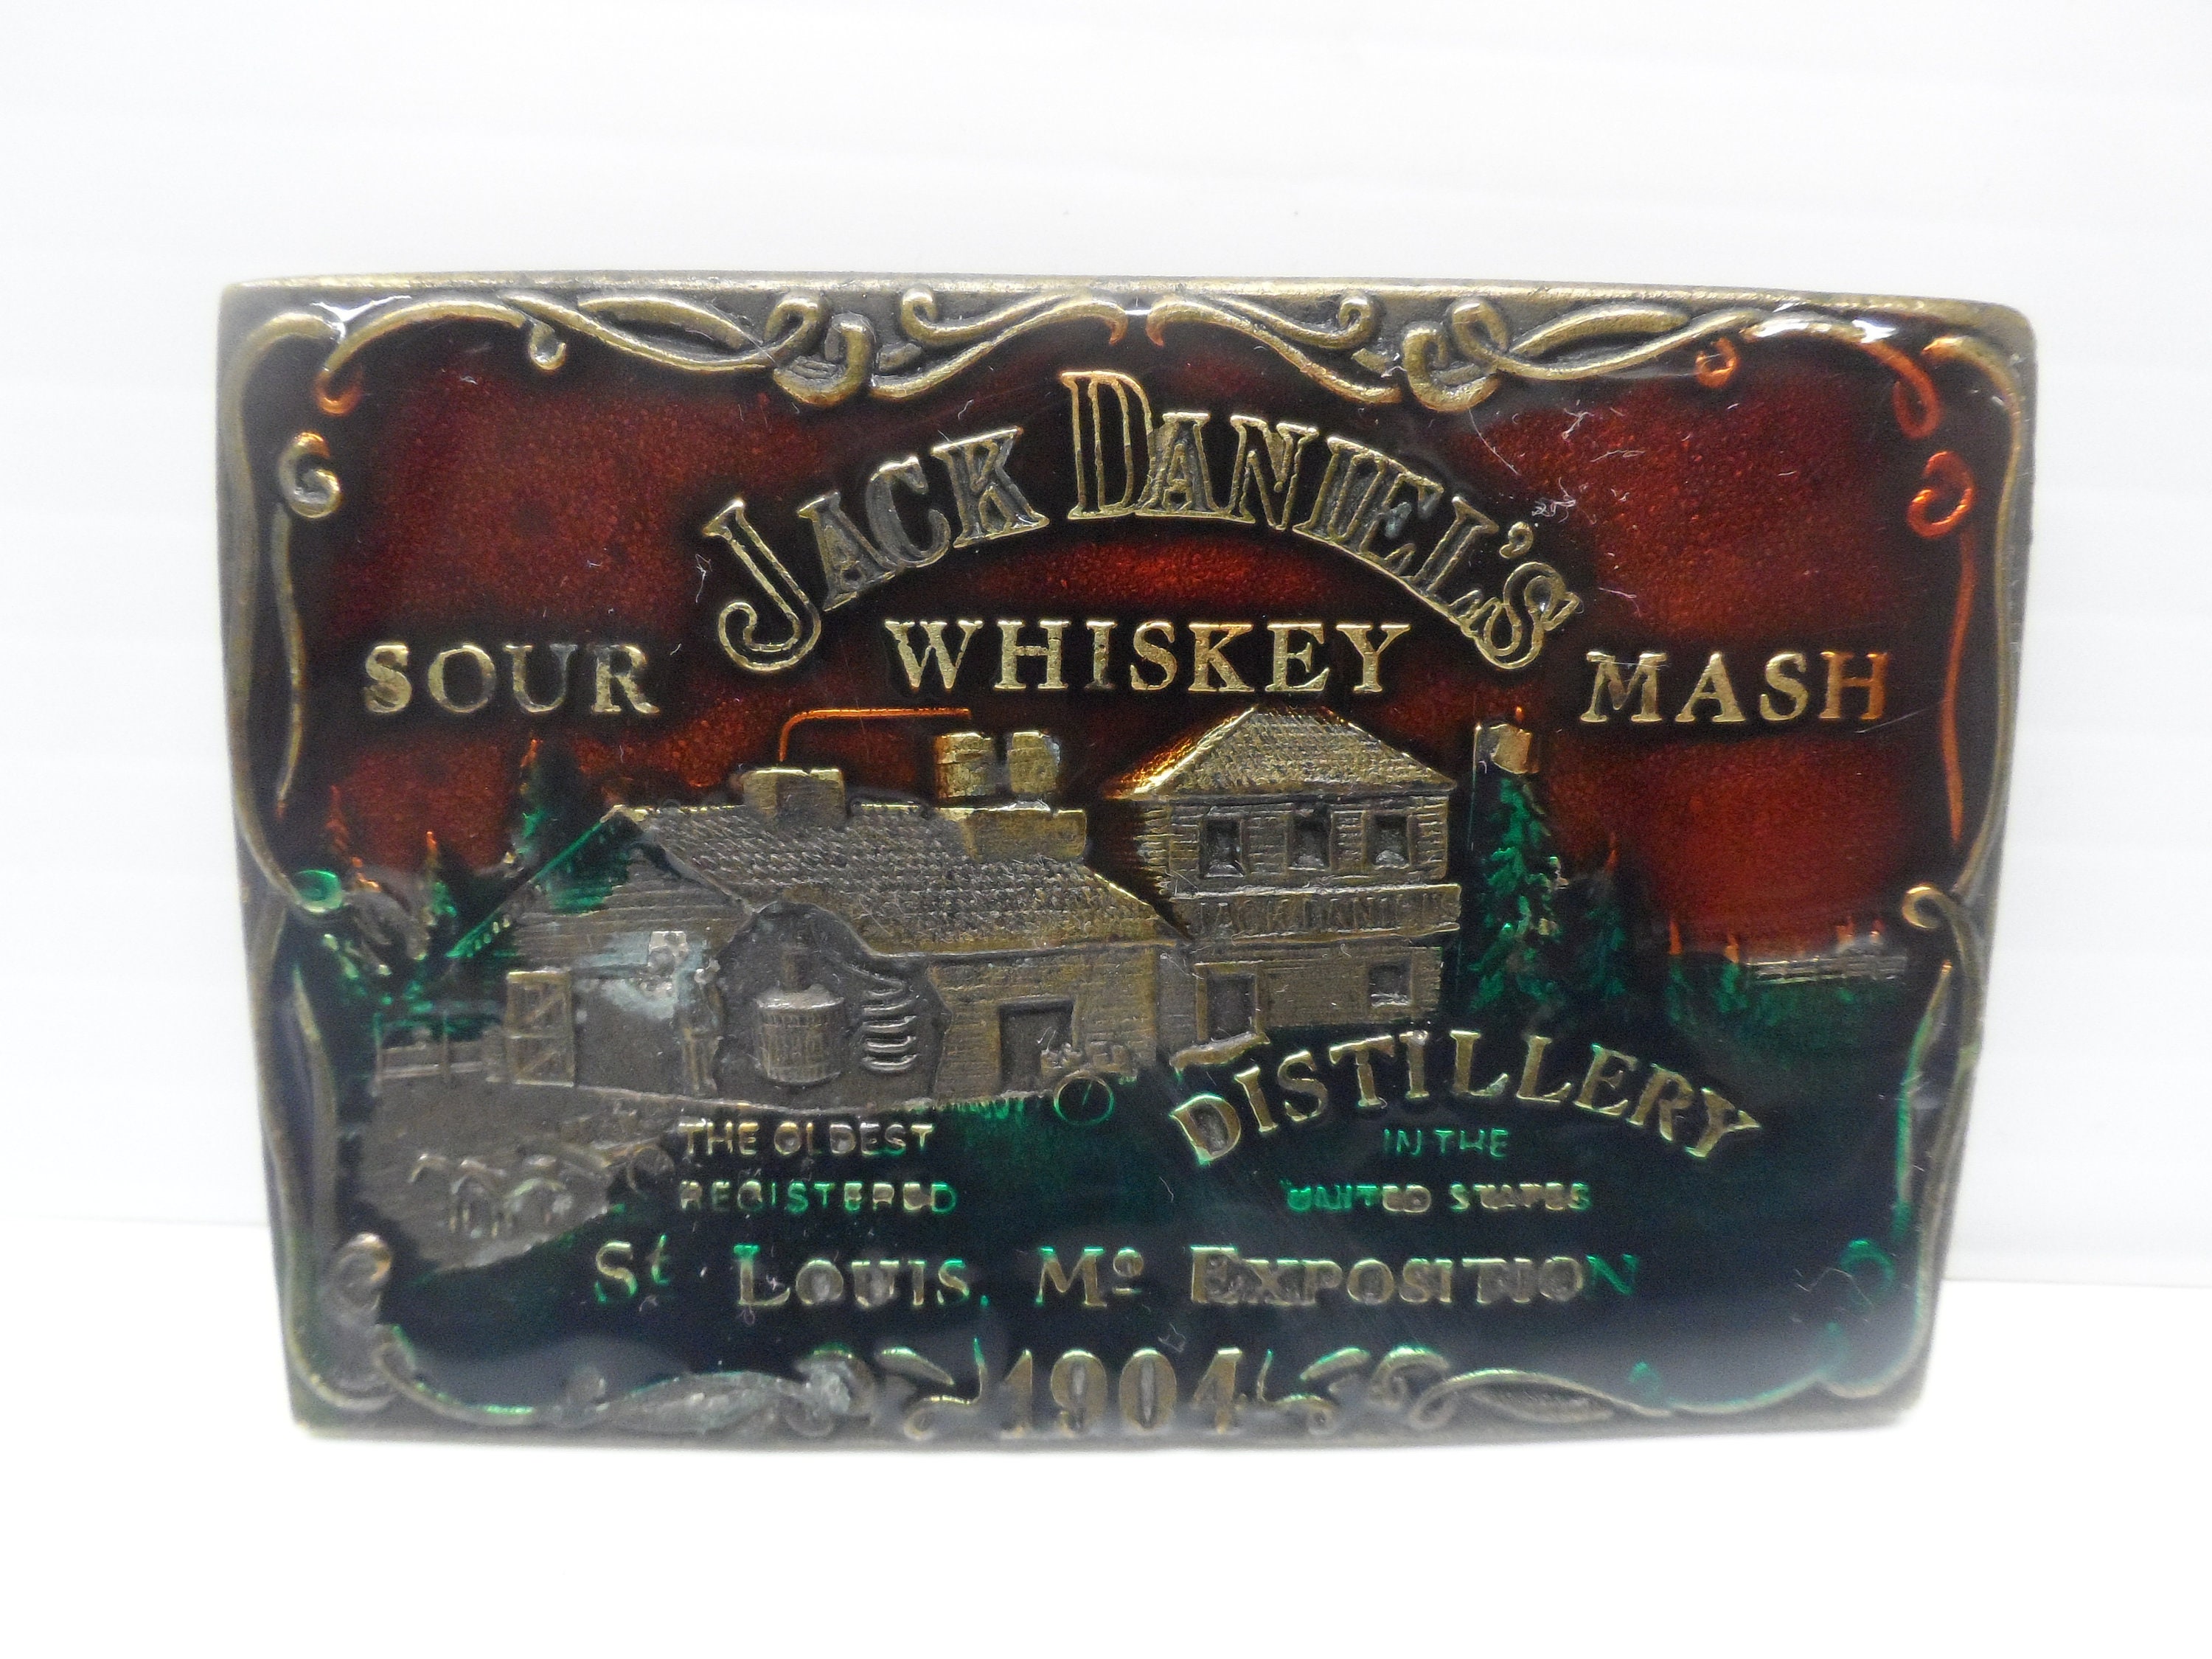 JACK DANIEL'S
SOUR WHISKEY MASH
JACK DANIEL'S
DISTILLERY
THE OLDEST IN THE
REGISTERED UNITED STATES
St LOUIS, Mo EXPOSITION
1904